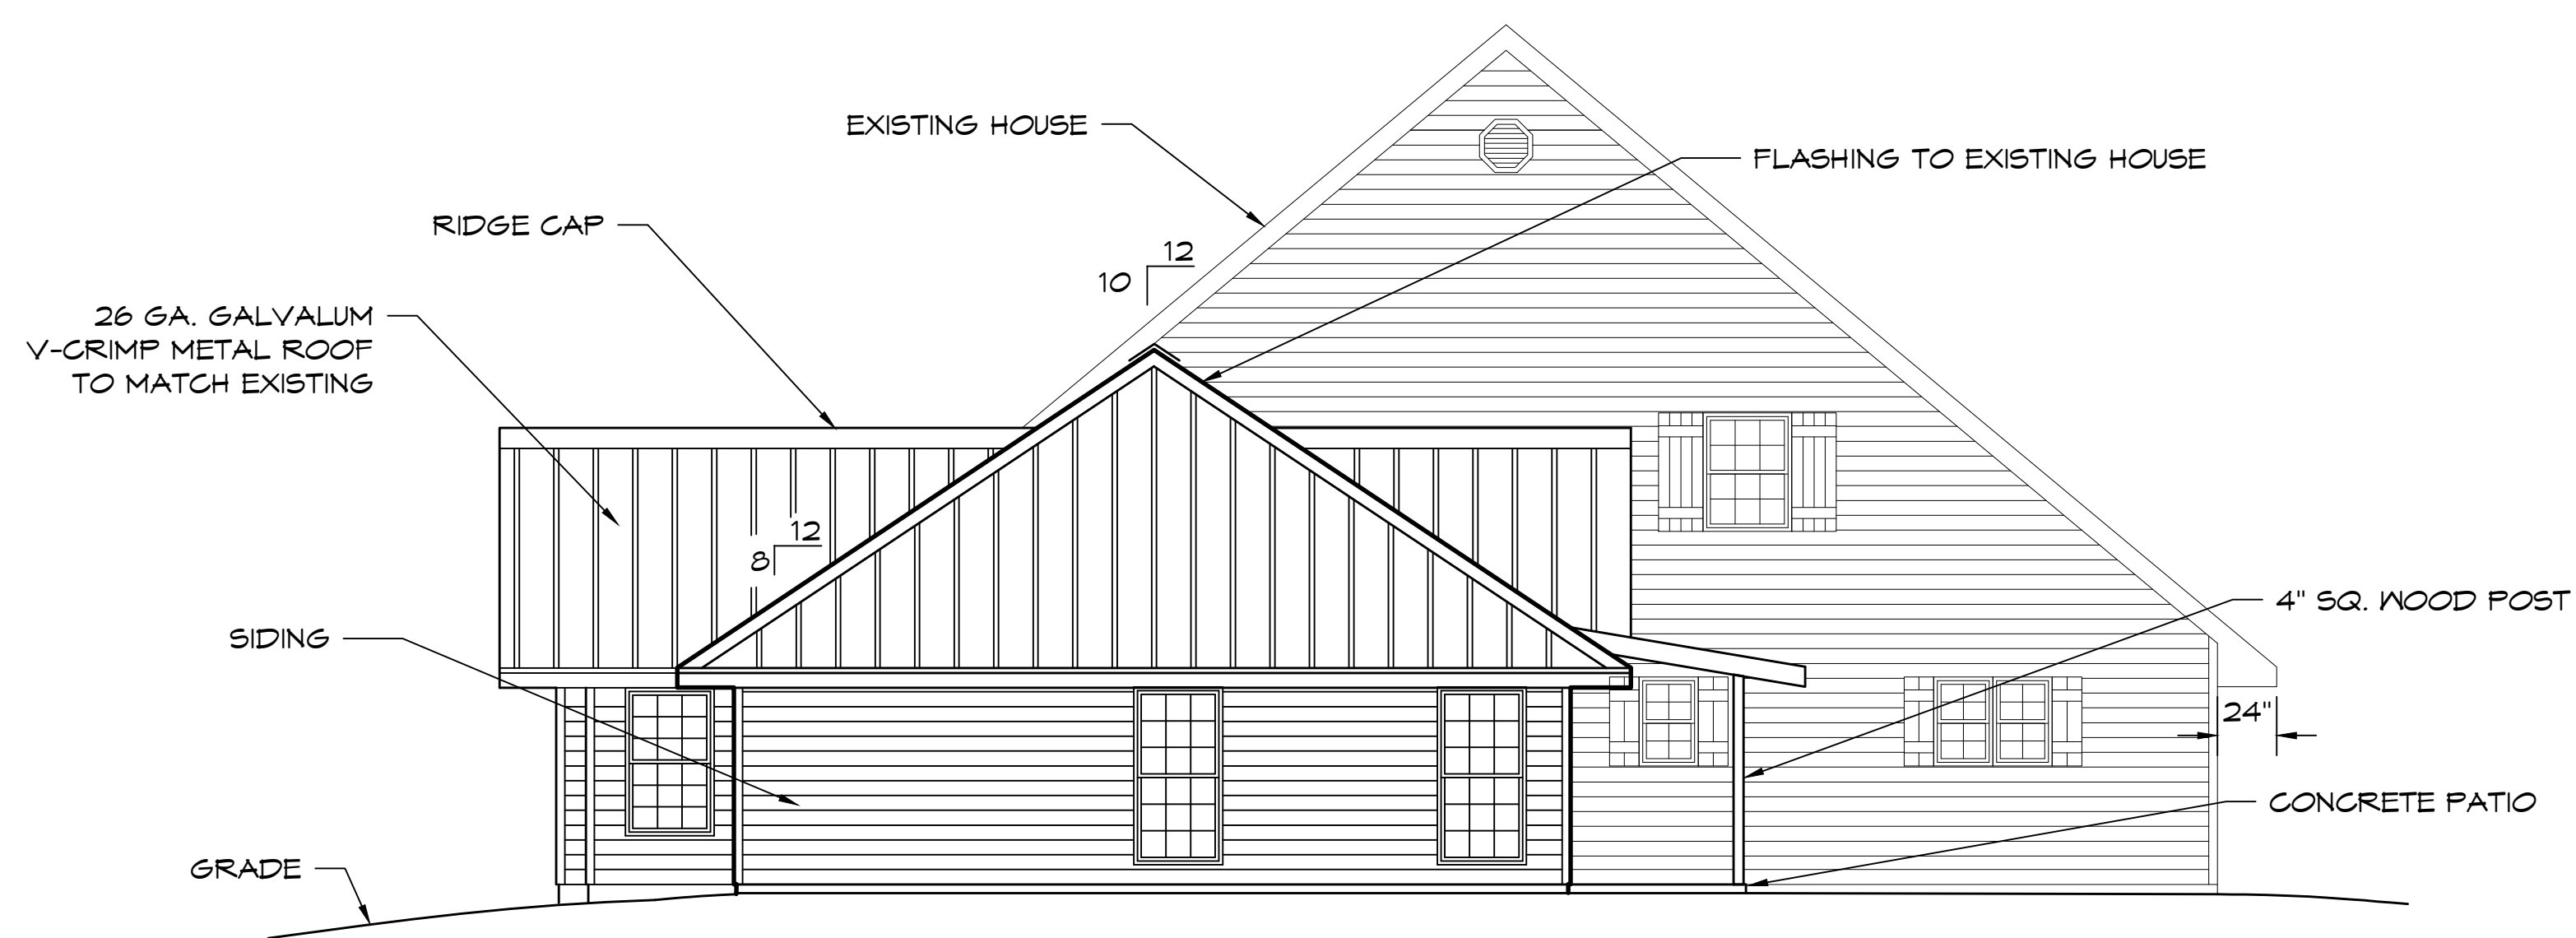 EXISTING HOUSE
FLASHING TO EXISTING HOUSE
RIDGE CAP
12
10
26 GA. GALVALUM
V-CRIMP METAL ROOF
TO MATCH EXISTING
12
8
4" SQ. WOOD POST
SIDING
24"
CONCRETE PATIO
GRADE